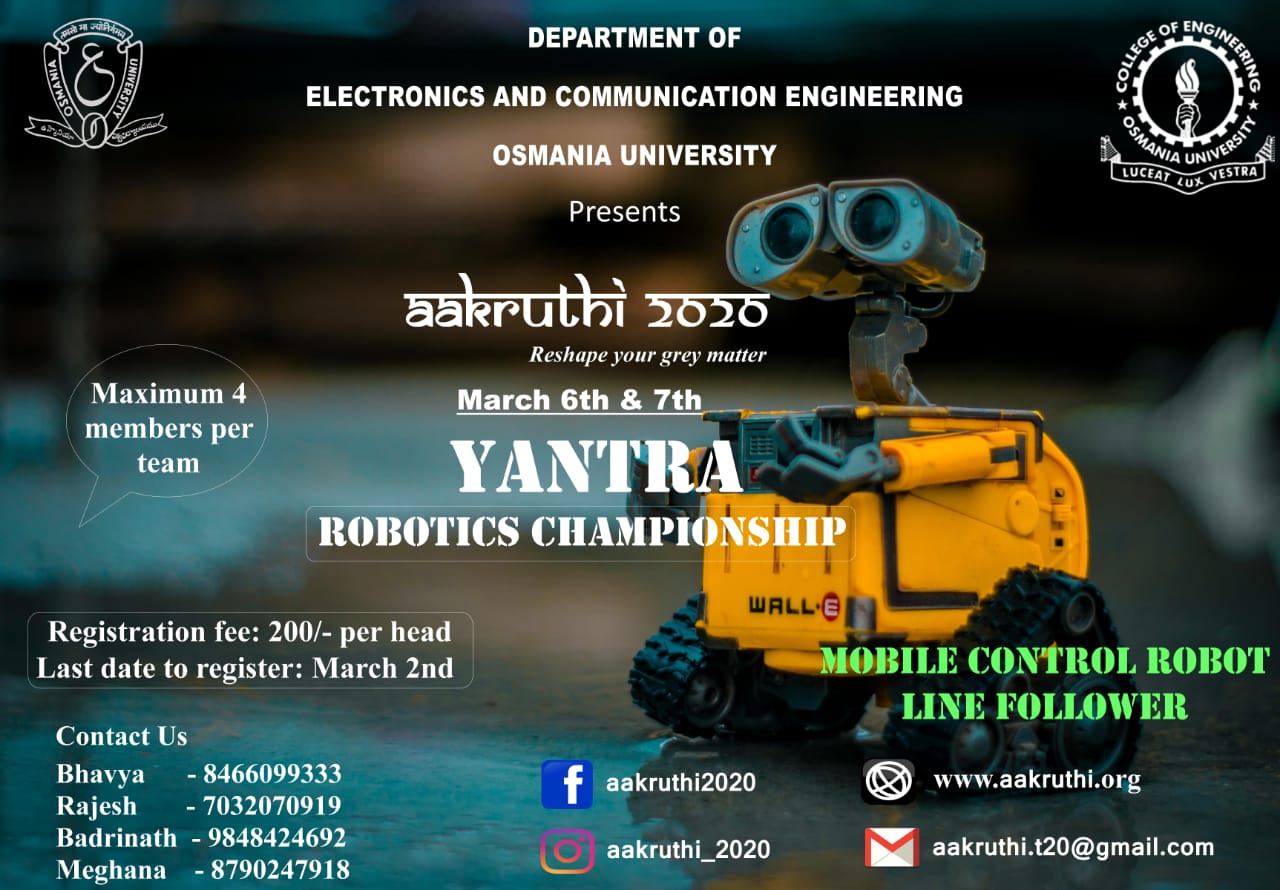 DEPARTMENT OF
ELECTRONICS AND COMMUNICATION ENGINEERING
OSMANIA UNIVERSITY
Presents
तमसो मा ज्योतिर्गमय
OSMANIA UNIVERSITY
ع
COLLEGE OF ENGINEERING
OSMANIA UNIVERSITY
LUCEAT LUX VESTRA
aakruthi 2020
Reshape your grey matter
March 6th & 7th
Maximum 4
members per
team
YANTRA
ROBOTICS CHAMPIONSHIP
WALL·E
Registration fee: 200/- per head
Last date to register: March 2nd
MOBILE CONTROL ROBOT
LINE FOLLOWER
Contact Us
Bhavya - 8466099333
Rajesh - 7032070919
Badrinath - 9848424692
Meghana - 8790247918
f aakruthi2020
aakruthi_2020
www.aakruthi.org
aakruthi.t20@gmail.com